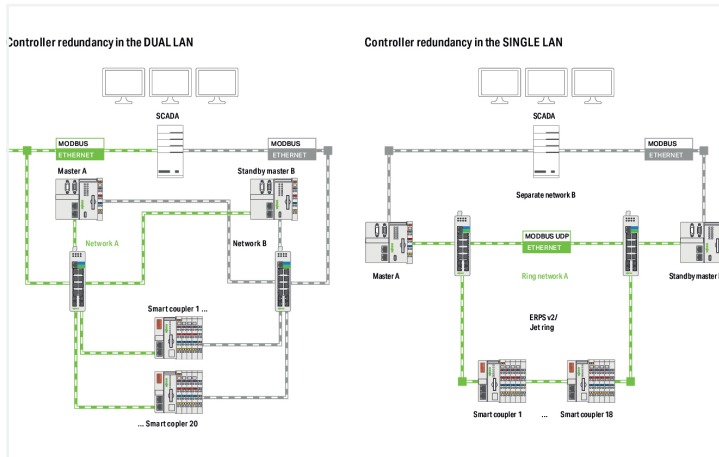 Controller redundancy in the DUAL LAN
SCADA
MODBUS
ETHERNET
MODBUS
ETHERNET
Master A
Standby master B
Network A
Network B
Smart coupler 1 ...
... Smart copler 20
Controller redundancy in the SINGLE LAN
SCADA
MODBUS
ETHERNET
Separate network B
MODBUS UDP
ETHERNET
Master A
Ring network A
Standby master
ERPS v2/
Jet ring
Smart coupler 1 ... Smart coupler 18